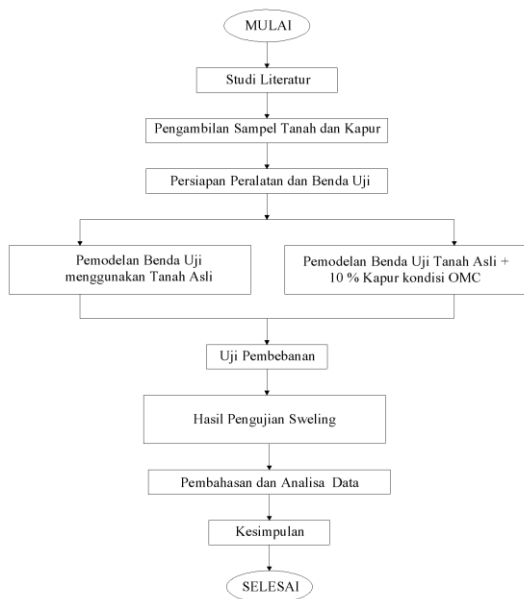 MULAI
Studi Literatur
Pengambilan Sampel Tanah dan Kapur
Persiapan Peralatan dan Benda Uji
Pemodelan Benda Uji
menggunakan Tanah Asli
Pemodelan Benda Uji Tanah Asli +
10 % Kapur kondisi OMC
Uji Pembebanan
Hasil Pengujian Sweling
Pembahasan dan Analisa Data
Kesimpulan
SELESAI